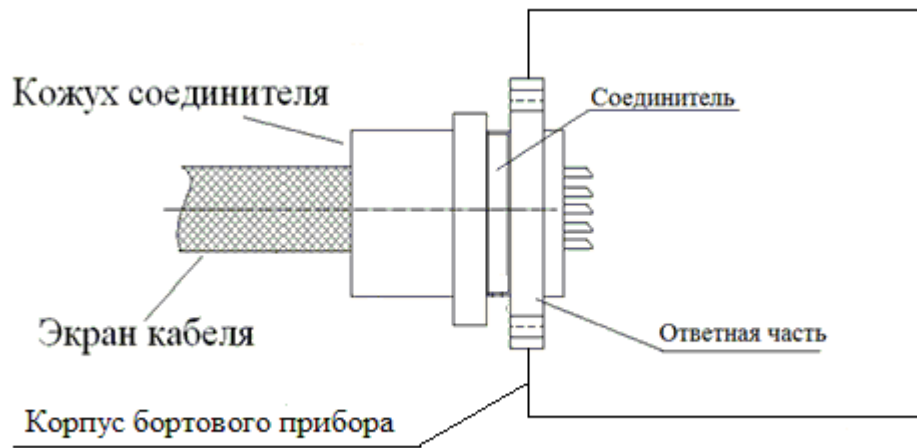 Кожух соединителя
Соединитель
Экран кабеля
Ответная часть
Корпус бортового прибора